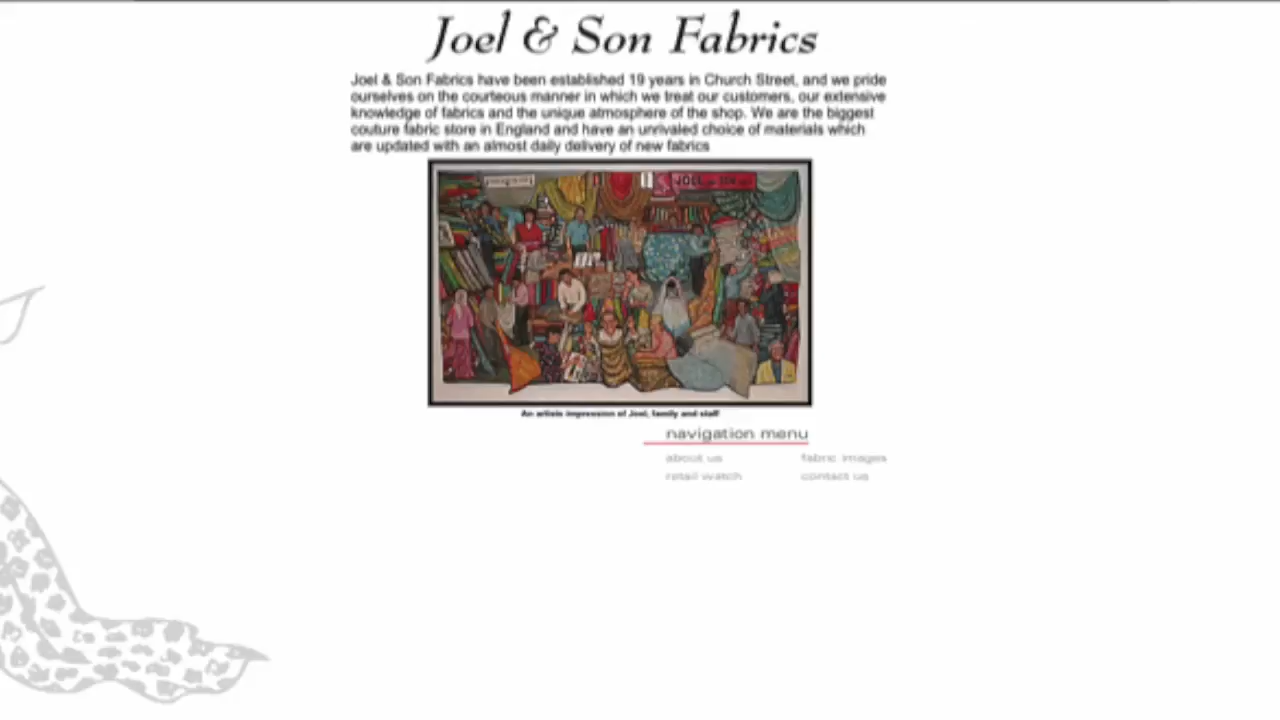 Joel & Son Fabrics
Joel & Son Fabrics have been established 19 years in Church Street, and we pride
ourselves on the courteous manner in which we treat our customers, our extensive
knowledge of fabrics and the unique atmosphere of the shop. We are the biggest
couture fabric store in England and have an unrivaled choice of materials which
are updated with an almost daily delivery of new fabrics
JOEL
An artists impression of Joel, family and staff
navigation menu
about us fabric images
retail watch contact us